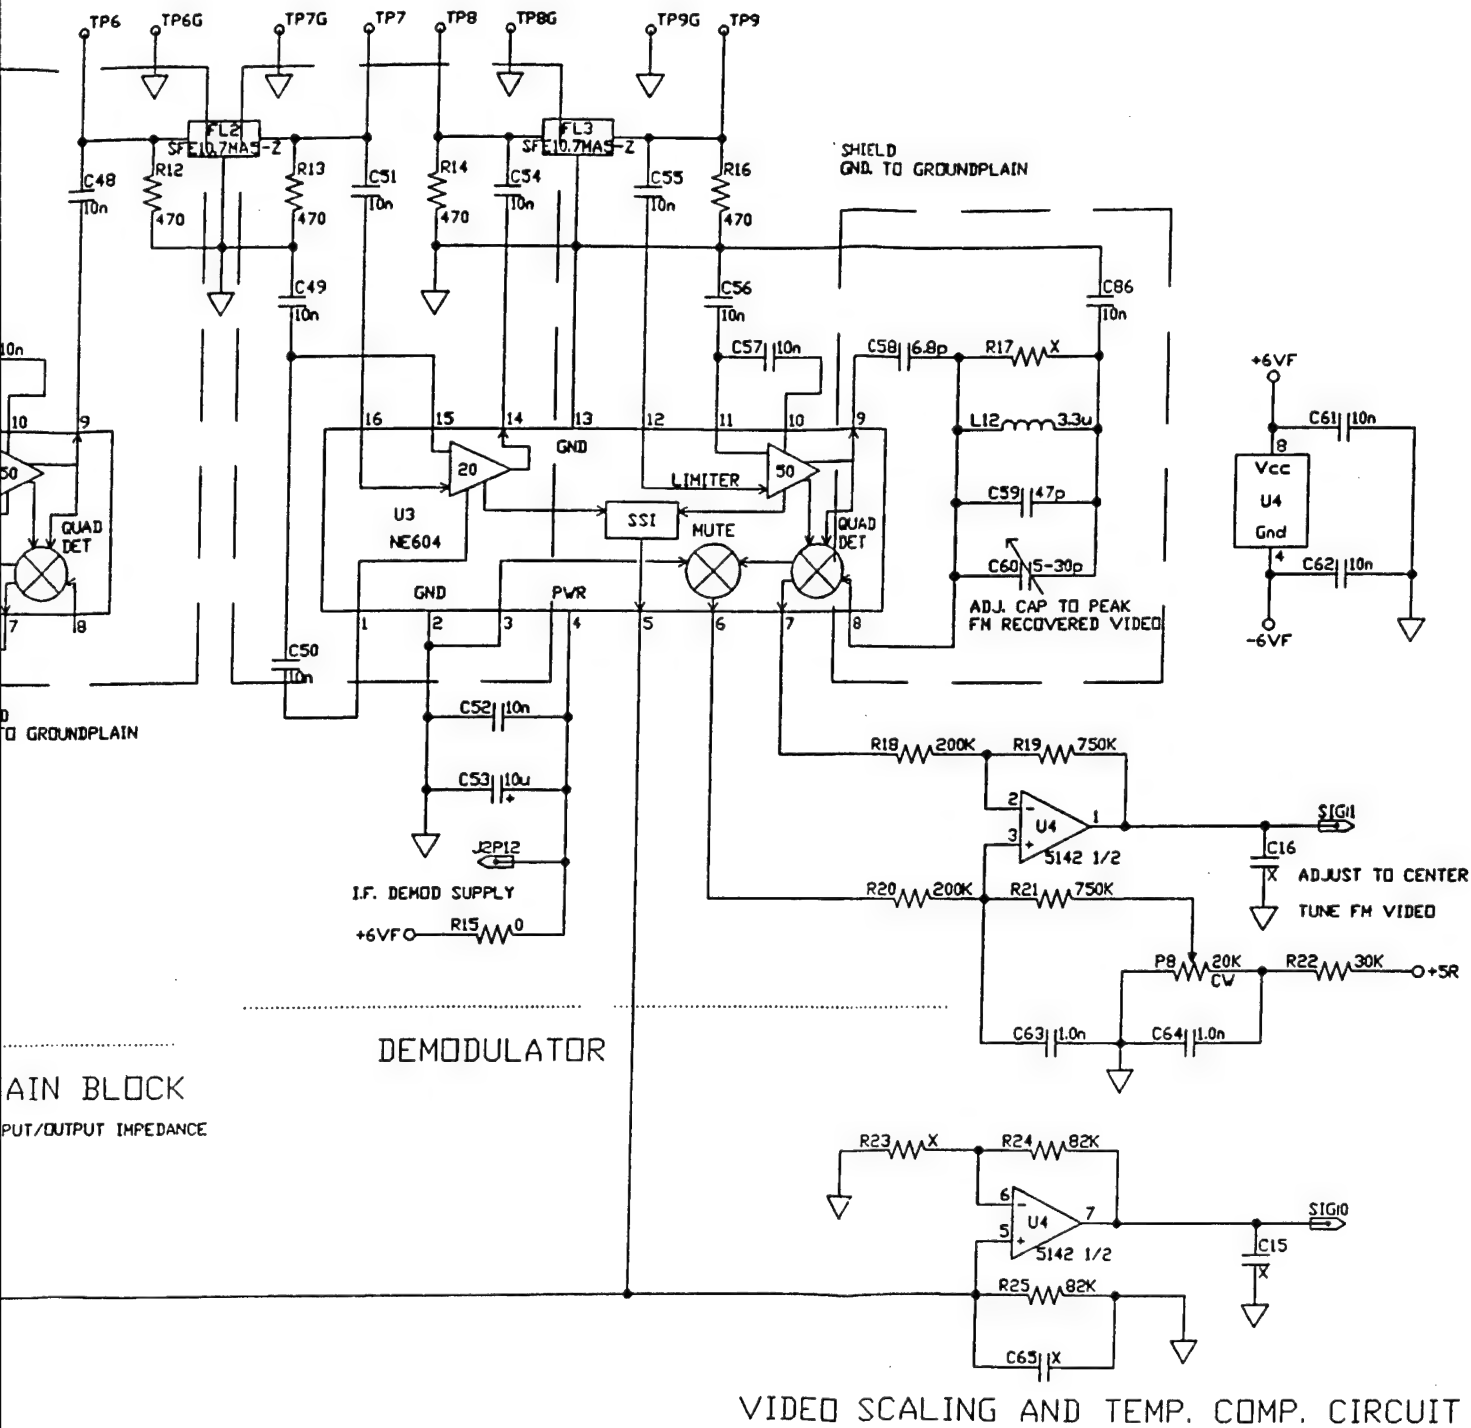 TP6 TP6G TP7G TP7 TP8 TP8G TP9G TP9
FL2
SFE10.7MA5-Z
FL3
SFE10.7MA5-Z
SHIELD
GND. TO GROUNDPLAIN
C48
10n
R12
470
R13
470
C51
10n
R14
470
C54
10n
C55
10n
R16
470
C49
10n
C56
10n
C86
10n
10n
C57 10n
C58 6.8p
R17 X
L12 3.3u
C59 47p
C60 5-30p
ADJ. CAP TO PEAK
FM RECOVERED VIDEO
+6VF
C61 10n
8
Vcc
U4
Gnd
4
C62 10n
-6VF
10 9
50
QUAD
DET
7 8
16 15 14 13 12 11 10 9
GND
20
LIMITER
50
U3
NE604
SSI
MUTE
QUAD
DET
GND
PWR
1 2 3 4 5 6 7 8
C50
10n
D
TO GROUNDPLAIN
C52 10n
C53 10u
+
J2P12
I.F. DEMOD SUPPLY
+6VF R15 0
R18 200K R19 750K
2 -
U4
1
3 +
5142 1/2
SIG11
C16
X
ADJUST TO CENTER
TUNE FM VIDEO
R20 200K R21 750K
P8 20K
CW
R22 30K +5R
C63 1.0n C64 1.0n
DEMODULATOR
AIN BLOCK
PUT/OUTPUT IMPEDANCE
R23 X R24 82K
6 -
U4
7
5 +
5142 1/2
SIG10
C15
X
R25 82K
C65 X
VIDEO SCALING AND TEMP. COMP. CIRCUIT